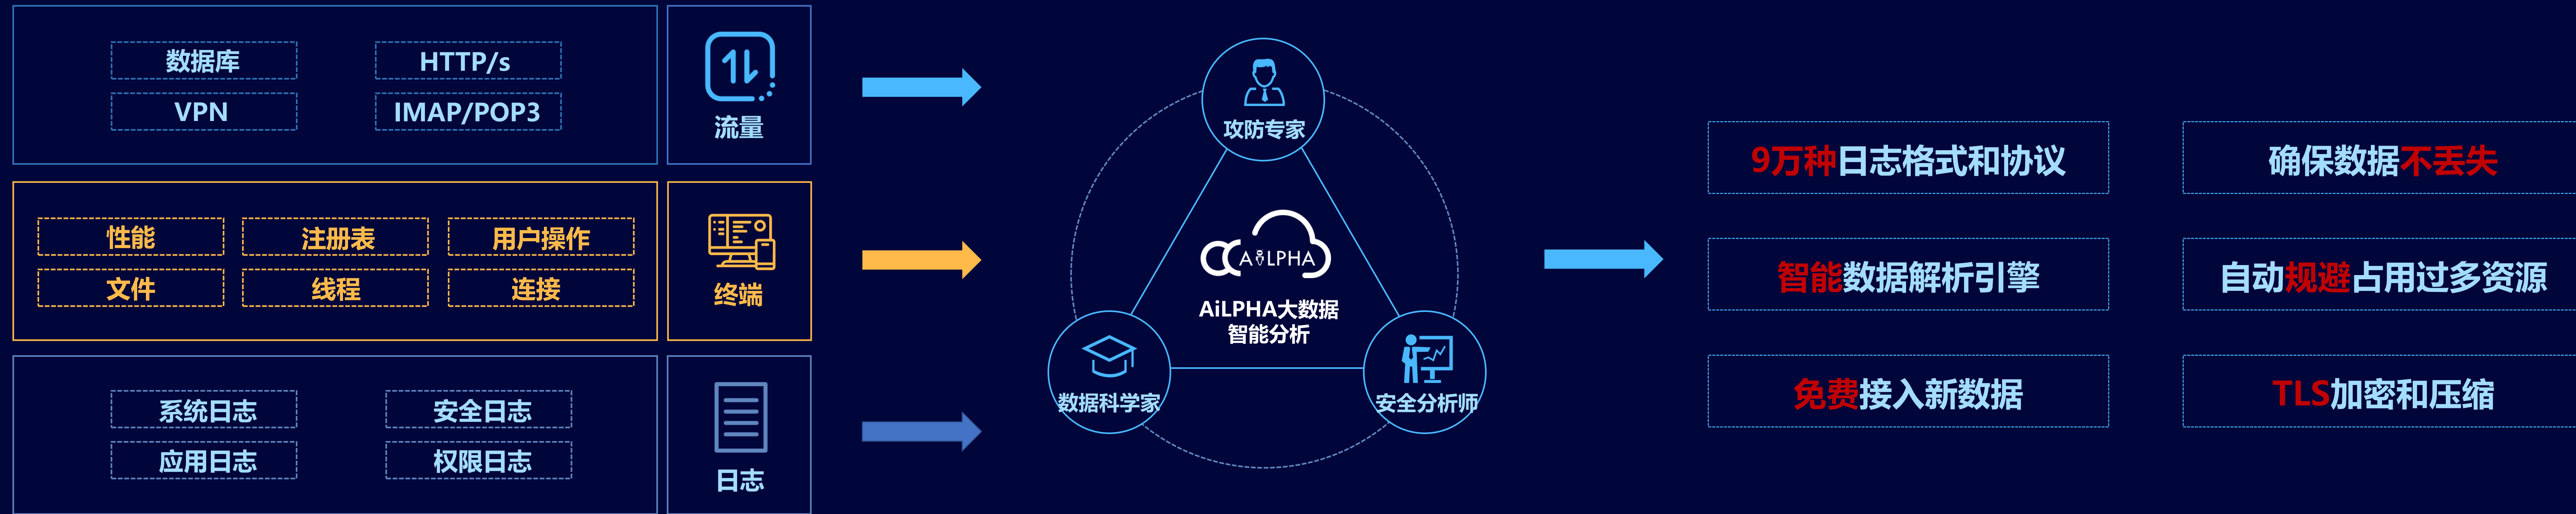 数据库
HTTP/s
VPN
IMAP/POP3
流量
性能
注册表
用户操作
文件
线程
连接
终端
系统日志
安全日志
应用日志
权限日志
日志
攻防专家
AiLPHA
AiLPHA大数据
智能分析
数据科学家
安全分析师
9万种日志格式和协议
确保数据不丢失
智能数据解析引擎
自动规避占用过多资源
免费接入新数据
TLS加密和压缩